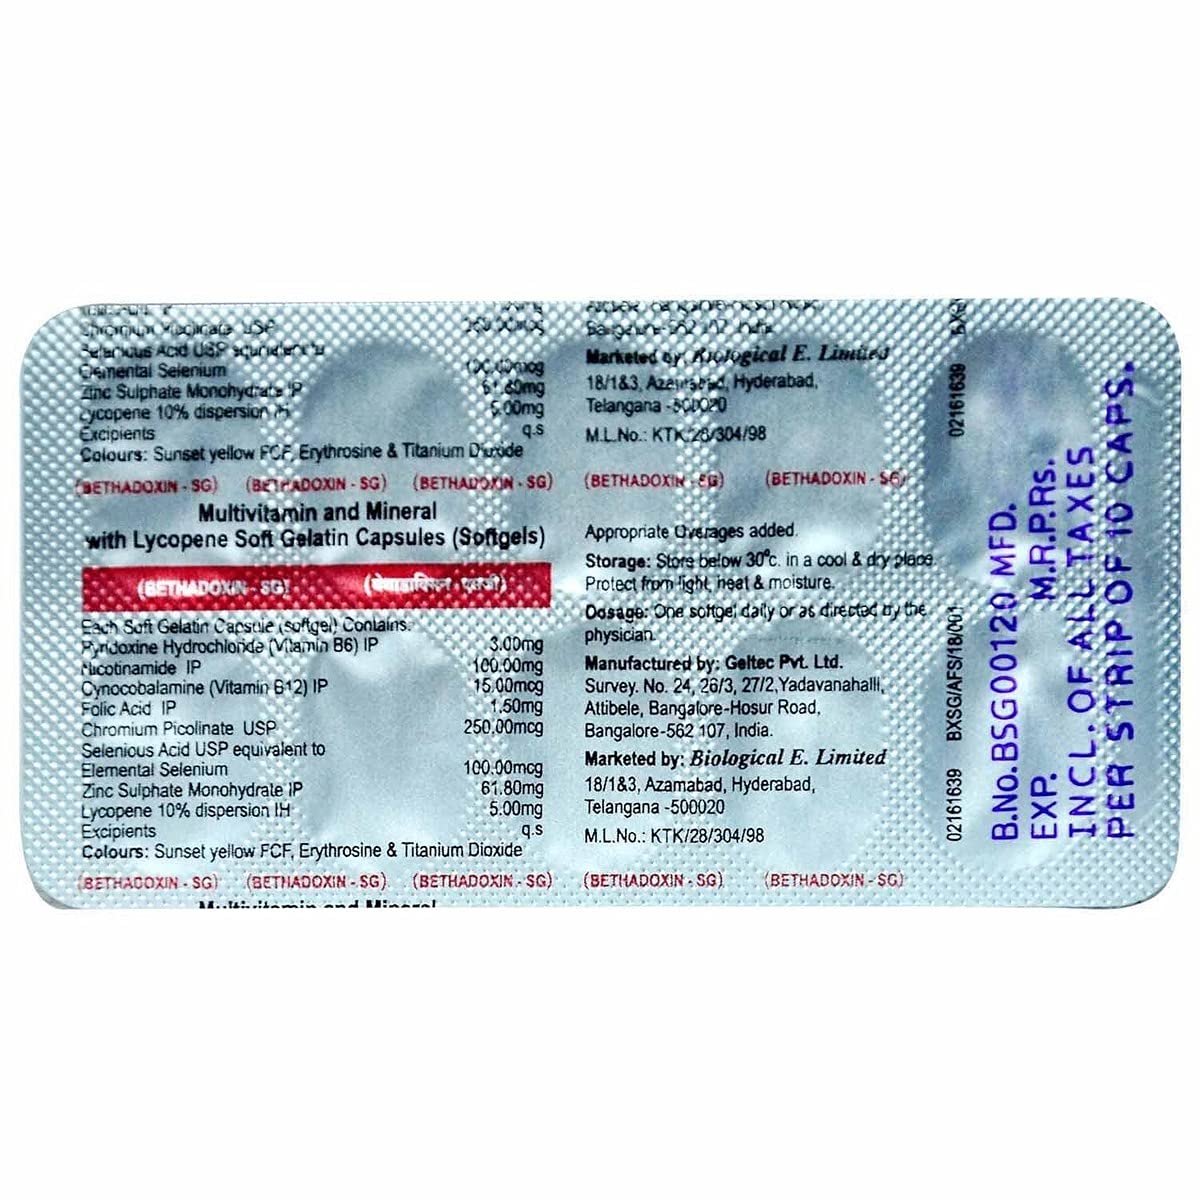 Chromium Picolinate USP 250.00mcg
Selenious Acid USP equivalent to
Elemental Selenium 100.00mcg
Zinc Sulphate Monohydrate IP 61.80mg
Lycopene 10% dispersion IH 5.00mg
Excipients q.s
Colours: Sunset yellow FCF, Erythrosine & Titanium Dioxide
Bangalore-562 107, India.
Marketed by: Biological E. Limited
18/1&3, Azamabad, Hyderabad,
Telangana -500020
M.L.No.: KTK/28/304/98
(BETHADOXIN - SG) (BETHADOXIN - SG) (BETHADOXIN - SG) (BETHADOXIN - SG) (BETHADOXIN - SG)
Multivitamin and Mineral
with Lycopene Soft Gelatin Capsules (Softgels)
(BETHADOXIN - SG) (बेथाडॉक्सिन - एसजी)
Each Soft Gelatin Capsule (softgel) Contains:
Pyridoxine Hydrochloride (Vitamin B6) IP 3.00mg
Nicotinamide IP 100.00mg
Cynocobalamine (Vitamin B12) IP 15.00mcg
Folic Acid IP 1.50mg
Chromium Picolinate USP 250.00mcg
Selenious Acid USP equivalent to
Elemental Selenium 100.00mcg
Zinc Sulphate Monohydrate IP 61.80mg
Lycopene 10% dispersion IH 5.00mg
Excipients q.s
Colours: Sunset yellow FCF, Erythrosine & Titanium Dioxide
Appropriate Overages added.
Storage: Store below 30°c. in a cool & dry place.
Protect from light, heat & moisture.
Dosage: One softgel daily or as directed by the
physician.
Manufactured by: Geltec Pvt. Ltd.
Survey. No. 24, 26/3, 27/2,Yadavanahalli,
Attibele, Bangalore-Hosur Road,
Bangalore-562 107, India.
Marketed by: Biological E. Limited
18/1&3, Azamabad, Hyderabad,
Telangana -500020
M.L.No.: KTK/28/304/98
(BETHADOXIN - SG) (BETHADOXIN - SG) (BETHADOXIN - SG) (BETHADOXIN - SG) (BETHADOXIN - SG)
Multivitamin and Mineral
02161639 BXSG/AFS/1B/001 02161639
B.No.BSG00120 MFD.
EXP. M.R.P.Rs.
INCL. OF ALL TAXES
PER STRIP OF 10 CAPS.